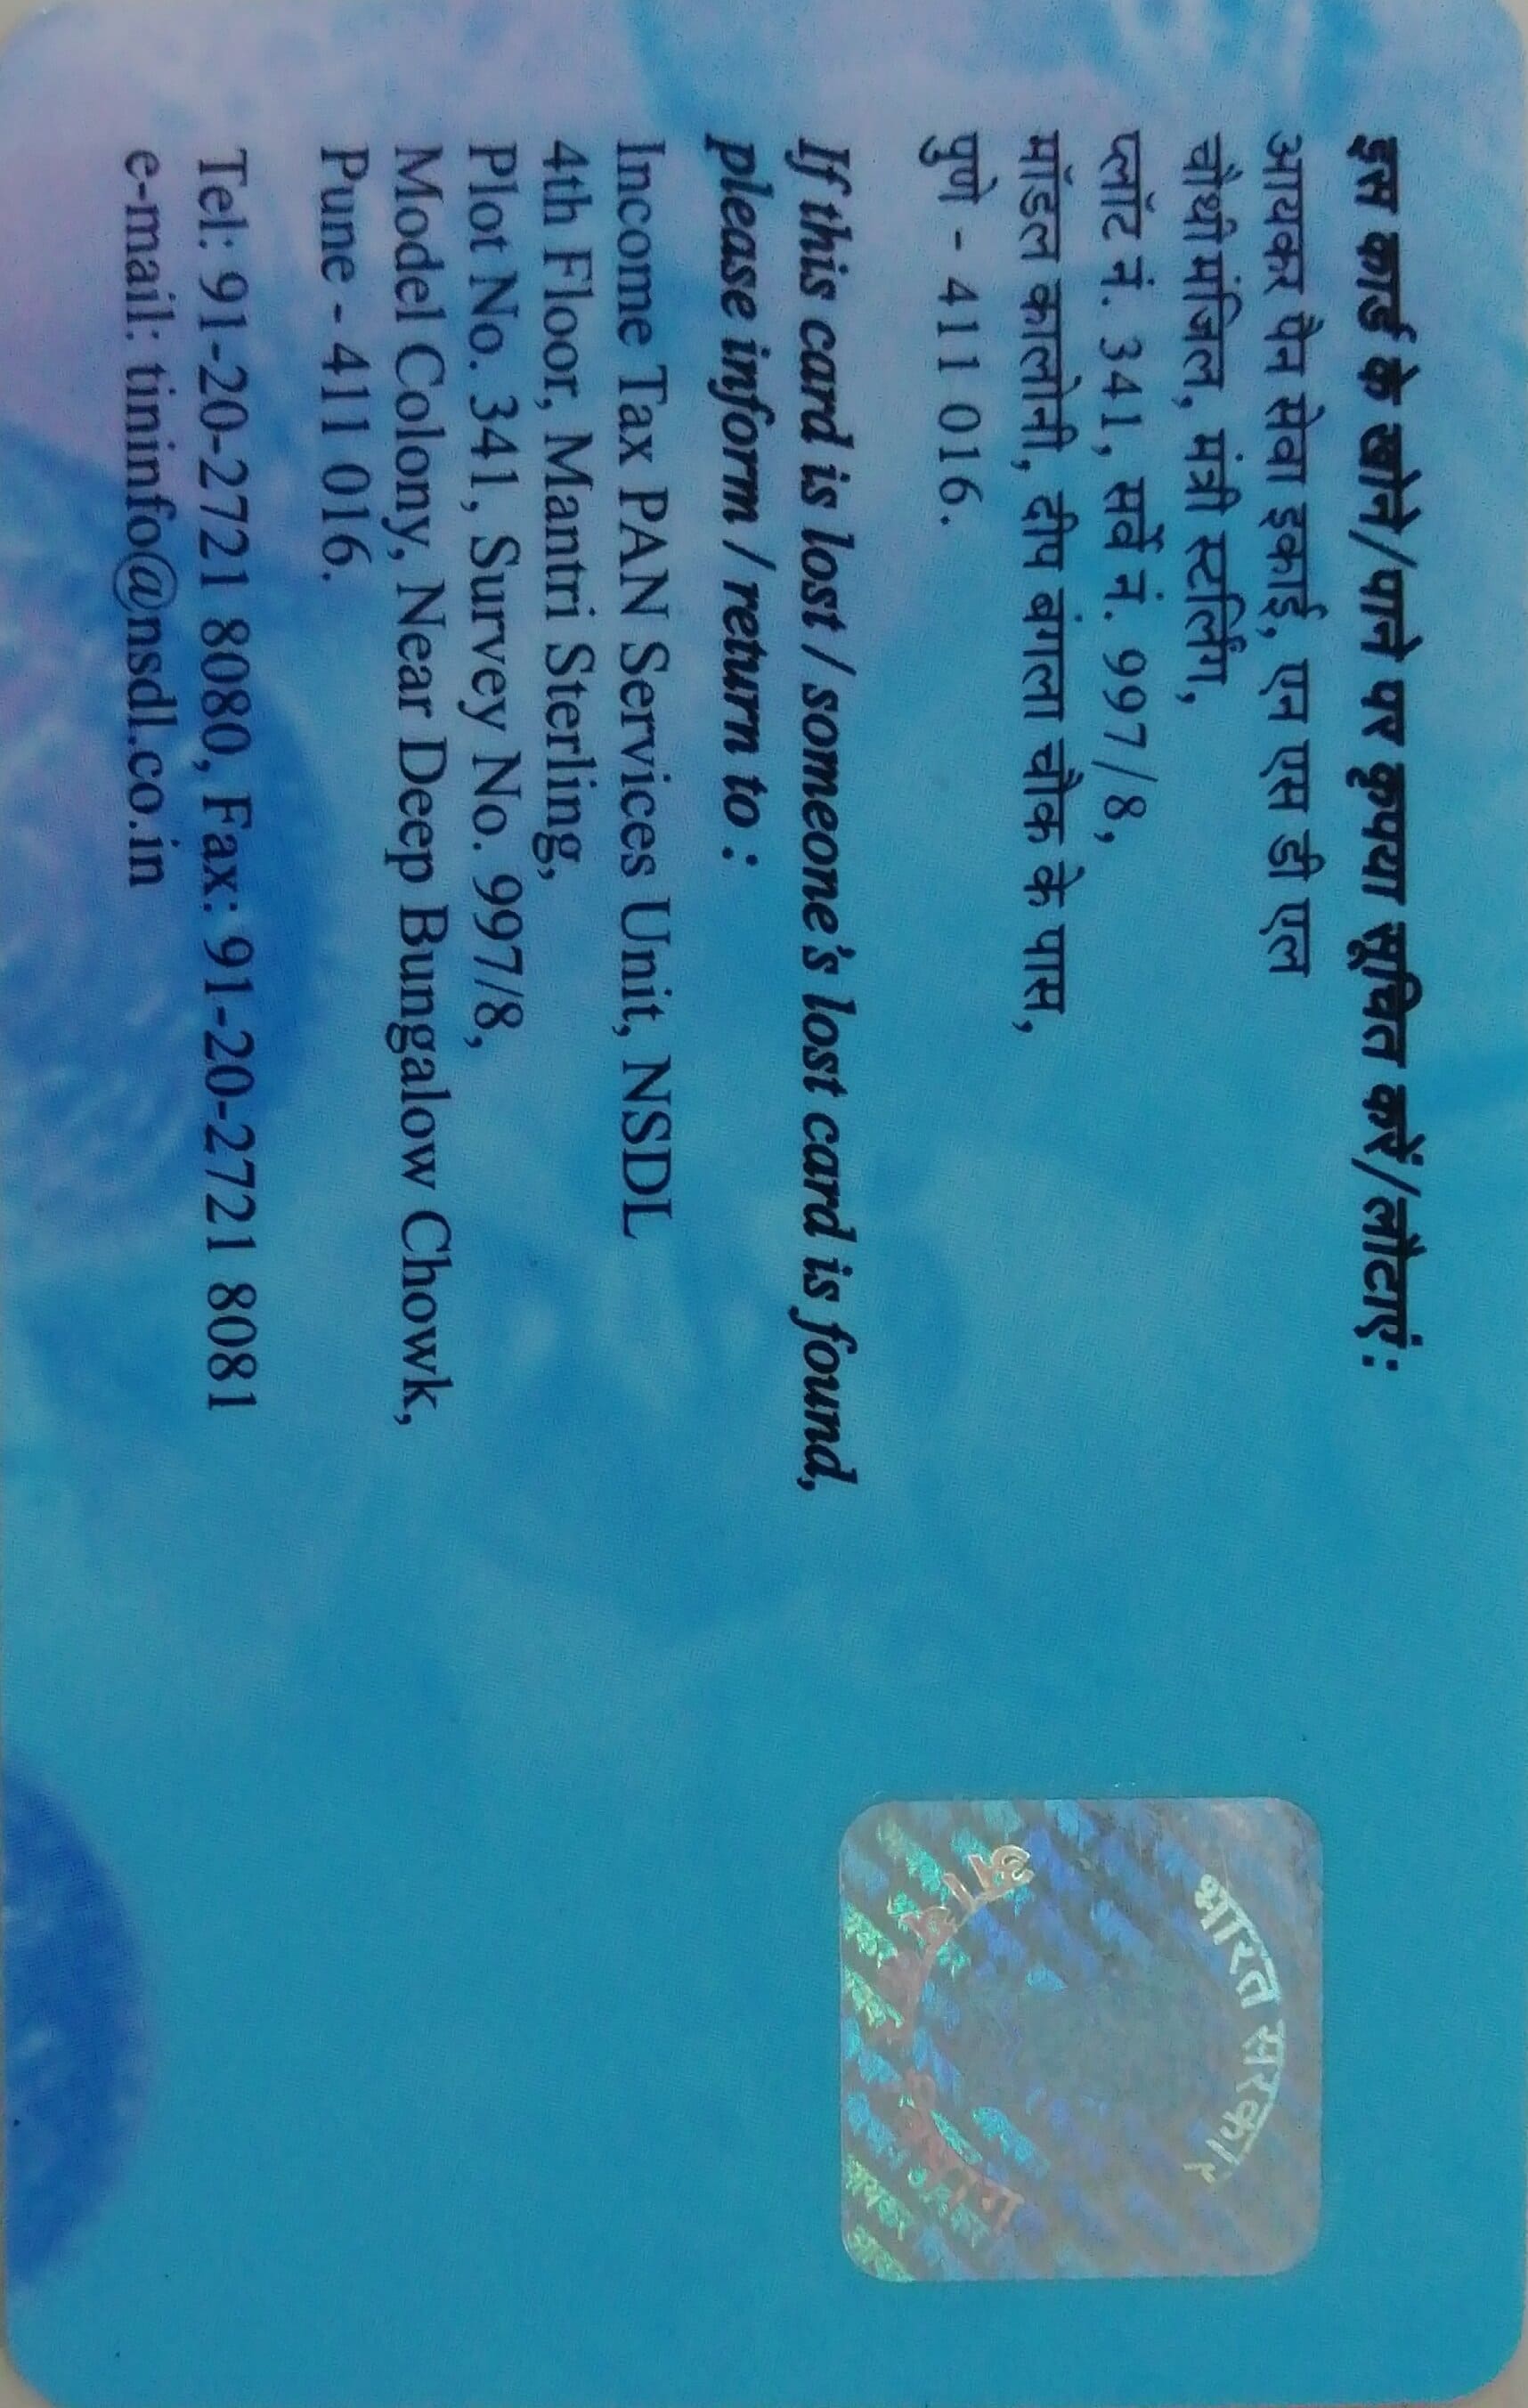 इस कार्ड के खोने/पाने पर कृपया सूचित करें/लौटाएं:
आयकर पैन सेवा इकाई, एन एस डी एल
चौथी मंजिल, मंत्री स्टर्लिंग,
प्लॉट नं. 341, सर्वे नं. 997/8,
मॉडल कालोनी, दीप बंगला चौक के पास,
पुणे - 411 016.
If this card is lost / someone's lost card is found,
please inform / return to :
Income Tax PAN Services Unit, NSDL
4th Floor, Mantri Sterling,
Plot No. 341, Survey No. 997/8,
Model Colony, Near Deep Bungalow Chowk,
Pune - 411 016.
Tel: 91-20-2721 8080, Fax: 91-20-2721 8081
e-mail: tininfo@nsdl.co.in
भारत सरकार